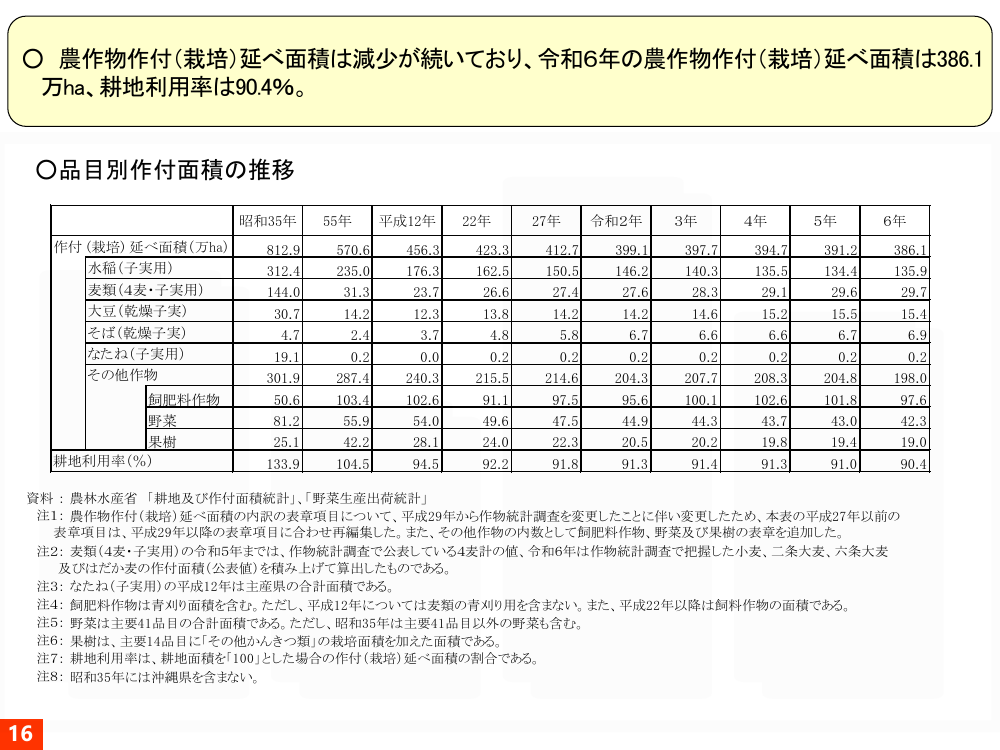 ○　農作物作付（栽培）延べ面積は減少が続いており、令和６年の農作物作付（栽培）延べ面積は386.1
万ha、耕地利用率は90.4％。
○品目別作付面積の推移
昭和35年 55年 平成12年 22年 27年 令和２年 ３年 ４年 ５年 ６年
作付（栽培）延べ面積（万ha） 812.9 570.6 456.3 423.3 412.7 399.1 397.7 394.7 391.2 386.1
水稲（子実用） 312.4 235.0 176.3 162.5 150.5 146.2 140.3 135.5 134.4 135.9
麦類（４麦・子実用） 144.0 31.3 23.7 26.6 27.4 27.6 28.3 29.1 29.6 29.7
大豆（乾燥子実） 30.7 14.2 12.3 13.8 14.2 14.2 14.6 15.2 15.5 15.4
そば（乾燥子実） 4.7 2.4 3.7 4.8 5.8 6.7 6.6 6.6 6.7 6.9
なたね（子実用） 19.1 0.2 0.0 0.2 0.2 0.2 0.2 0.2 0.2 0.2
その他作物 301.9 287.4 240.3 215.5 214.6 204.3 207.7 208.3 204.8 198.0
飼肥料作物 50.6 103.4 102.6 91.1 97.5 95.6 100.1 102.6 101.8 97.6
野菜 81.2 55.9 54.0 49.6 47.5 44.9 44.3 43.7 43.0 42.3
果樹 25.1 42.2 28.1 24.0 22.3 20.5 20.2 19.8 19.4 19.0
耕地利用率（％） 133.9 104.5 94.5 92.2 91.8 91.3 91.4 91.3 91.0 90.4
資料：農林水産省　「耕地及び作付面積統計」、「野菜生産出荷統計」
注１：農作物作付（栽培）延べ面積の内訳の表章項目について、平成29年から作物統計調査を変更したことに伴い変更したため、本表の平成27年以前の
表章項目は、平成29年以降の表章項目に合わせ再編集した。また、その他作物の内数として飼肥料作物、野菜及び果樹の表章を追加した。
注２：麦類（４麦・子実用）の令和５年までは、作物統計調査で公表している４麦計の値、令和６年は作物統計調査で把握した小麦、二条大麦、六条大麦
及びはだか麦の作付面積（公表値）を積み上げて算出したものである。
注３：なたね（子実用）の平成12年は主産県の合計面積である。
注４：飼肥料作物は青刈り面積を含む。ただし、平成12年については麦類の青刈り用を含まない。また、平成22年以降は飼料作物の面積である。
注５：野菜は主要41品目の合計面積である。ただし、昭和35年は主要41品目以外の野菜も含む。
注６：果樹は、主要14品目に「その他かんきつ類」の栽培面積を加えた面積である。
注７：耕地利用率は、耕地面積を「100」とした場合の作付（栽培）延べ面積の割合である。
注８：昭和35年には沖縄県を含まない。
16